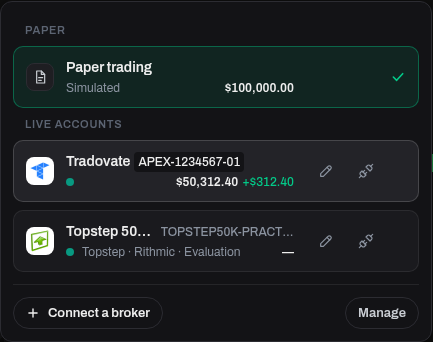 PAPER
Paper trading
Simulated $100,000.00
LIVE ACCOUNTS
Tradovate APEX-1234567-01
$50,312.40 +$312.40
Topstep 50... TOPSTEP50K-PRACT...
Topstep · Rithmic · Evaluation —
+ Connect a broker Manage